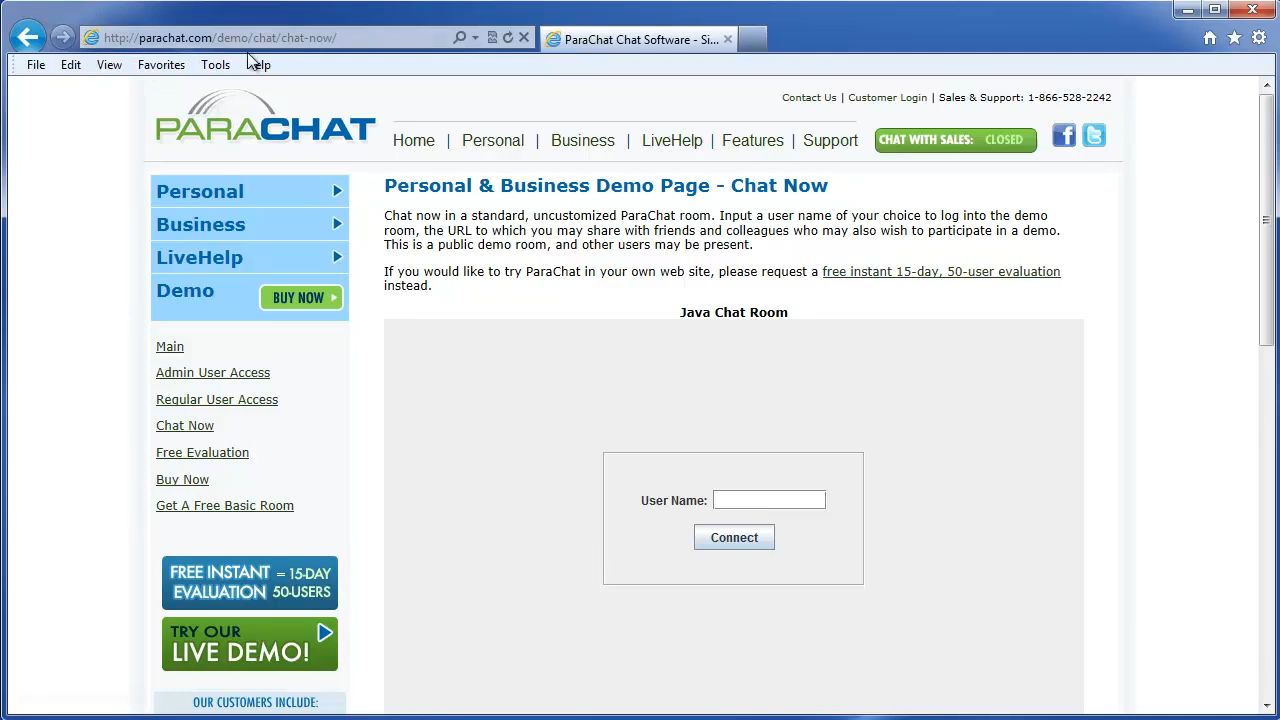 http://parachat.com/demo/chat/chat-now/
ParaChat Chat Software - Si...
File Edit View Favorites Tools Help
Contact Us | Customer Login | Sales & Support: 1-866-528-2242
PARACHAT
Home | Personal | Business | LiveHelp | Features | Support
CHAT WITH SALES: CLOSED
Personal
Business
LiveHelp
Demo
BUY NOW
Main
Admin User Access
Regular User Access
Chat Now
Free Evaluation
Buy Now
Get A Free Basic Room
FREE INSTANT = 15-DAY
EVALUATION 50-USERS
TRY OUR
LIVE DEMO!
OUR CUSTOMERS INCLUDE:
Personal & Business Demo Page - Chat Now
Chat now in a standard, uncustomized ParaChat room. Input a user name of your choice to log into the demo
room, the URL to which you may share with friends and colleagues who may also wish to participate in a demo.
This is a public demo room, and other users may be present.
If you would like to try ParaChat in your own web site, please request a free instant 15-day, 50-user evaluation
instead.
Java Chat Room
User Name:
Connect